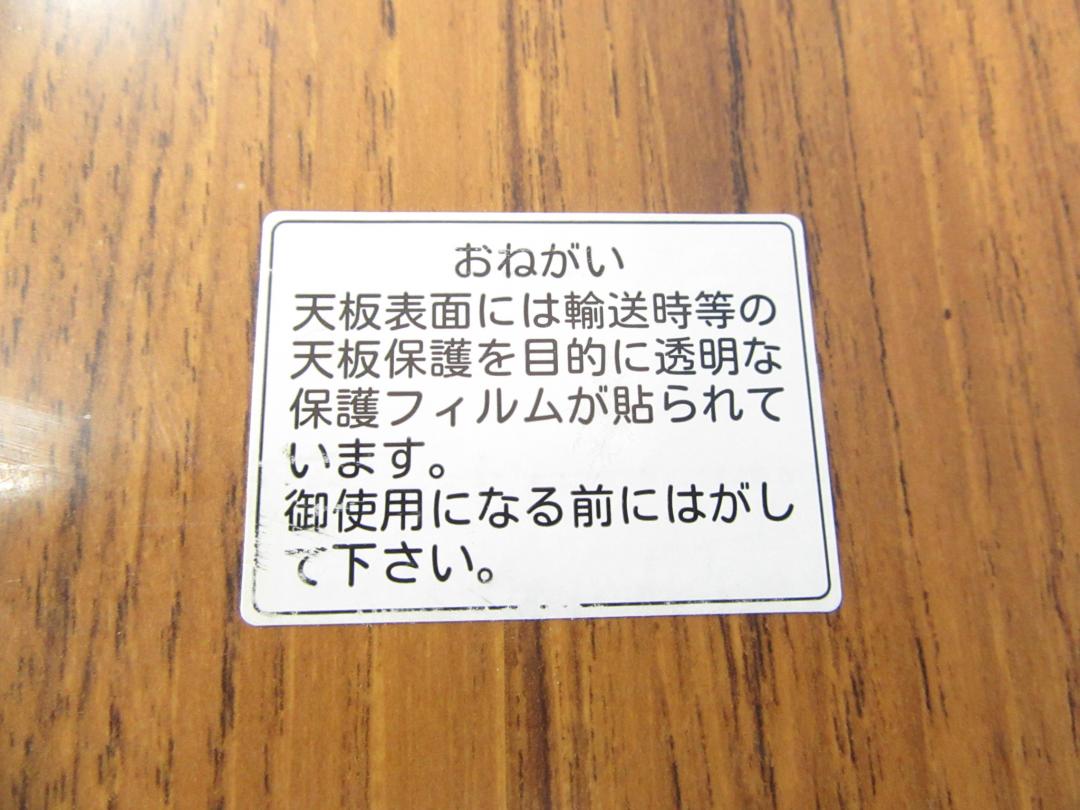 おねがい
天板表面には輸送時等の
天板保護を目的に透明な
保護フィルムが貼られて
います。
御使用になる前にはがし
て下さい。